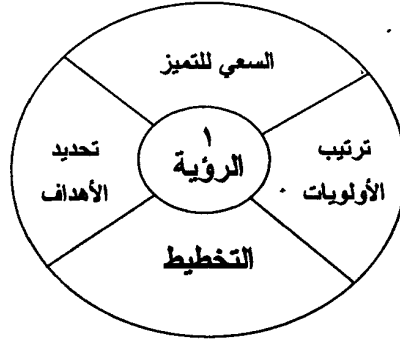 السعي للتميز
ترتيب
الأولويات
١
الرؤية
تحديد
الأهداف
التخطيط